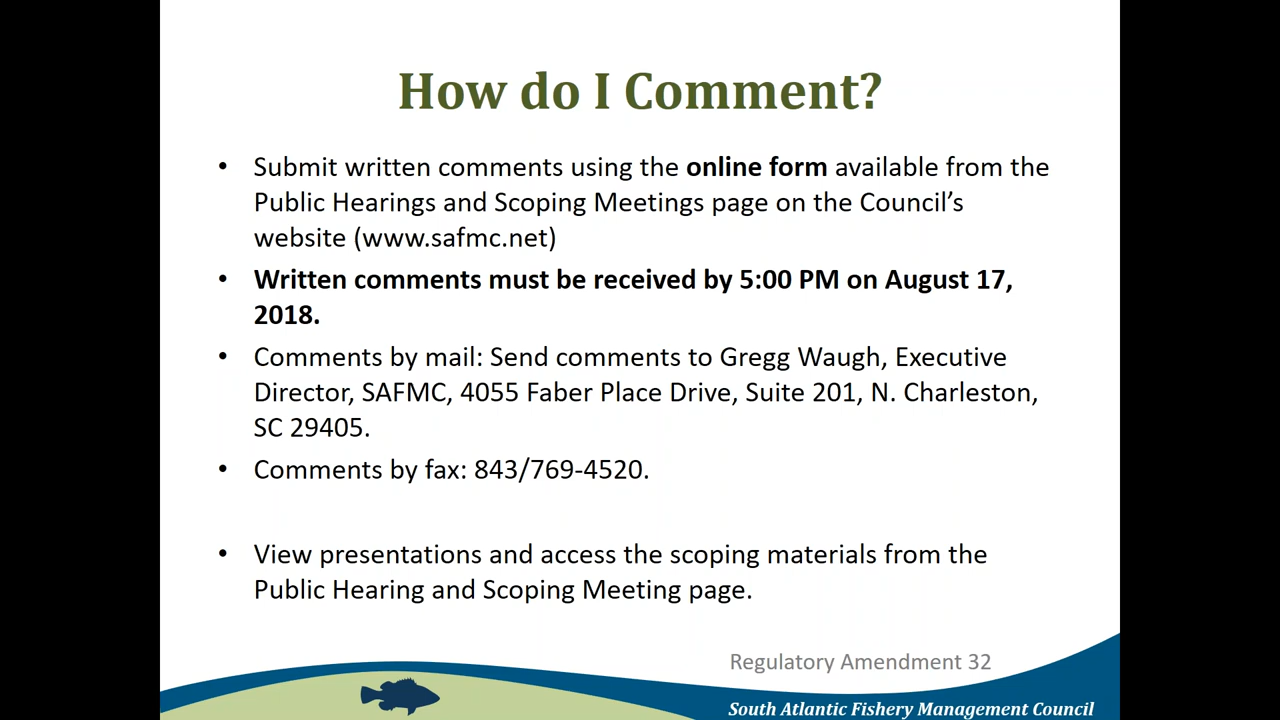 How do I Comment?
• Submit written comments using the online form available from the
Public Hearings and Scoping Meetings page on the Council’s
website (www.safmc.net)
• Written comments must be received by 5:00 PM on August 17,
2018.
• Comments by mail: Send comments to Gregg Waugh, Executive
Director, SAFMC, 4055 Faber Place Drive, Suite 201, N. Charleston,
SC 29405.
• Comments by fax: 843/769-4520.
• View presentations and access the scoping materials from the
Public Hearing and Scoping Meeting page.
Regulatory Amendment 32
South Atlantic Fishery Management Council